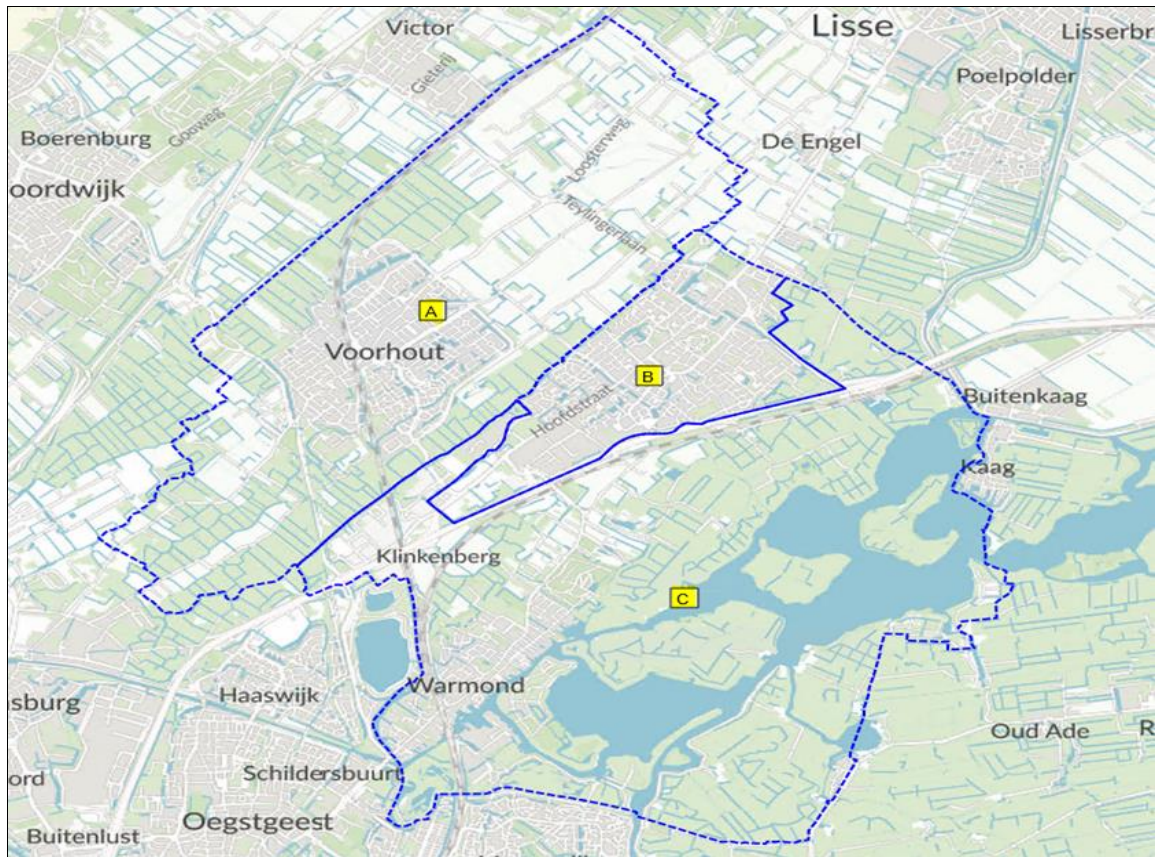 Lisse
Victor
Lisserbr
Gieterij
Poelpolder
Boerenburg
Gooweg
De Engel
Loosterweg
oordwijk
Teylingerlaan
A
Voorhout
B
Buitenkaag
Hoofdstraat
Kaag
Klinkenberg
C
Warmond
Haaswijk
sburg
Oud Ade
R
Schildersbuurt
oord
Oegstgeest
Buitenlust